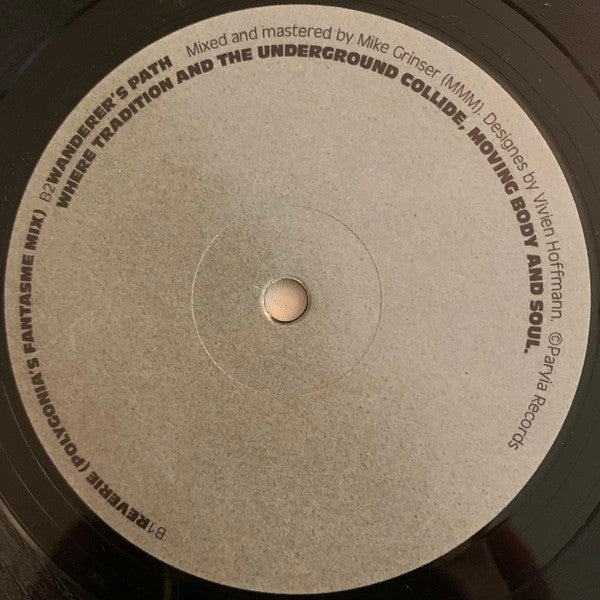 B1REVERIE (POLYGONIA'S FANTASME MIX) B2WANDERER'S PATH Mixed and mastered by Mike Grinser (MMM). Designes by Vivien Hoffmann. ©Parvia Records
WHERE TRADITION AND THE UNDERGROUND COLLIDE, MOVING BODY AND SOUL.